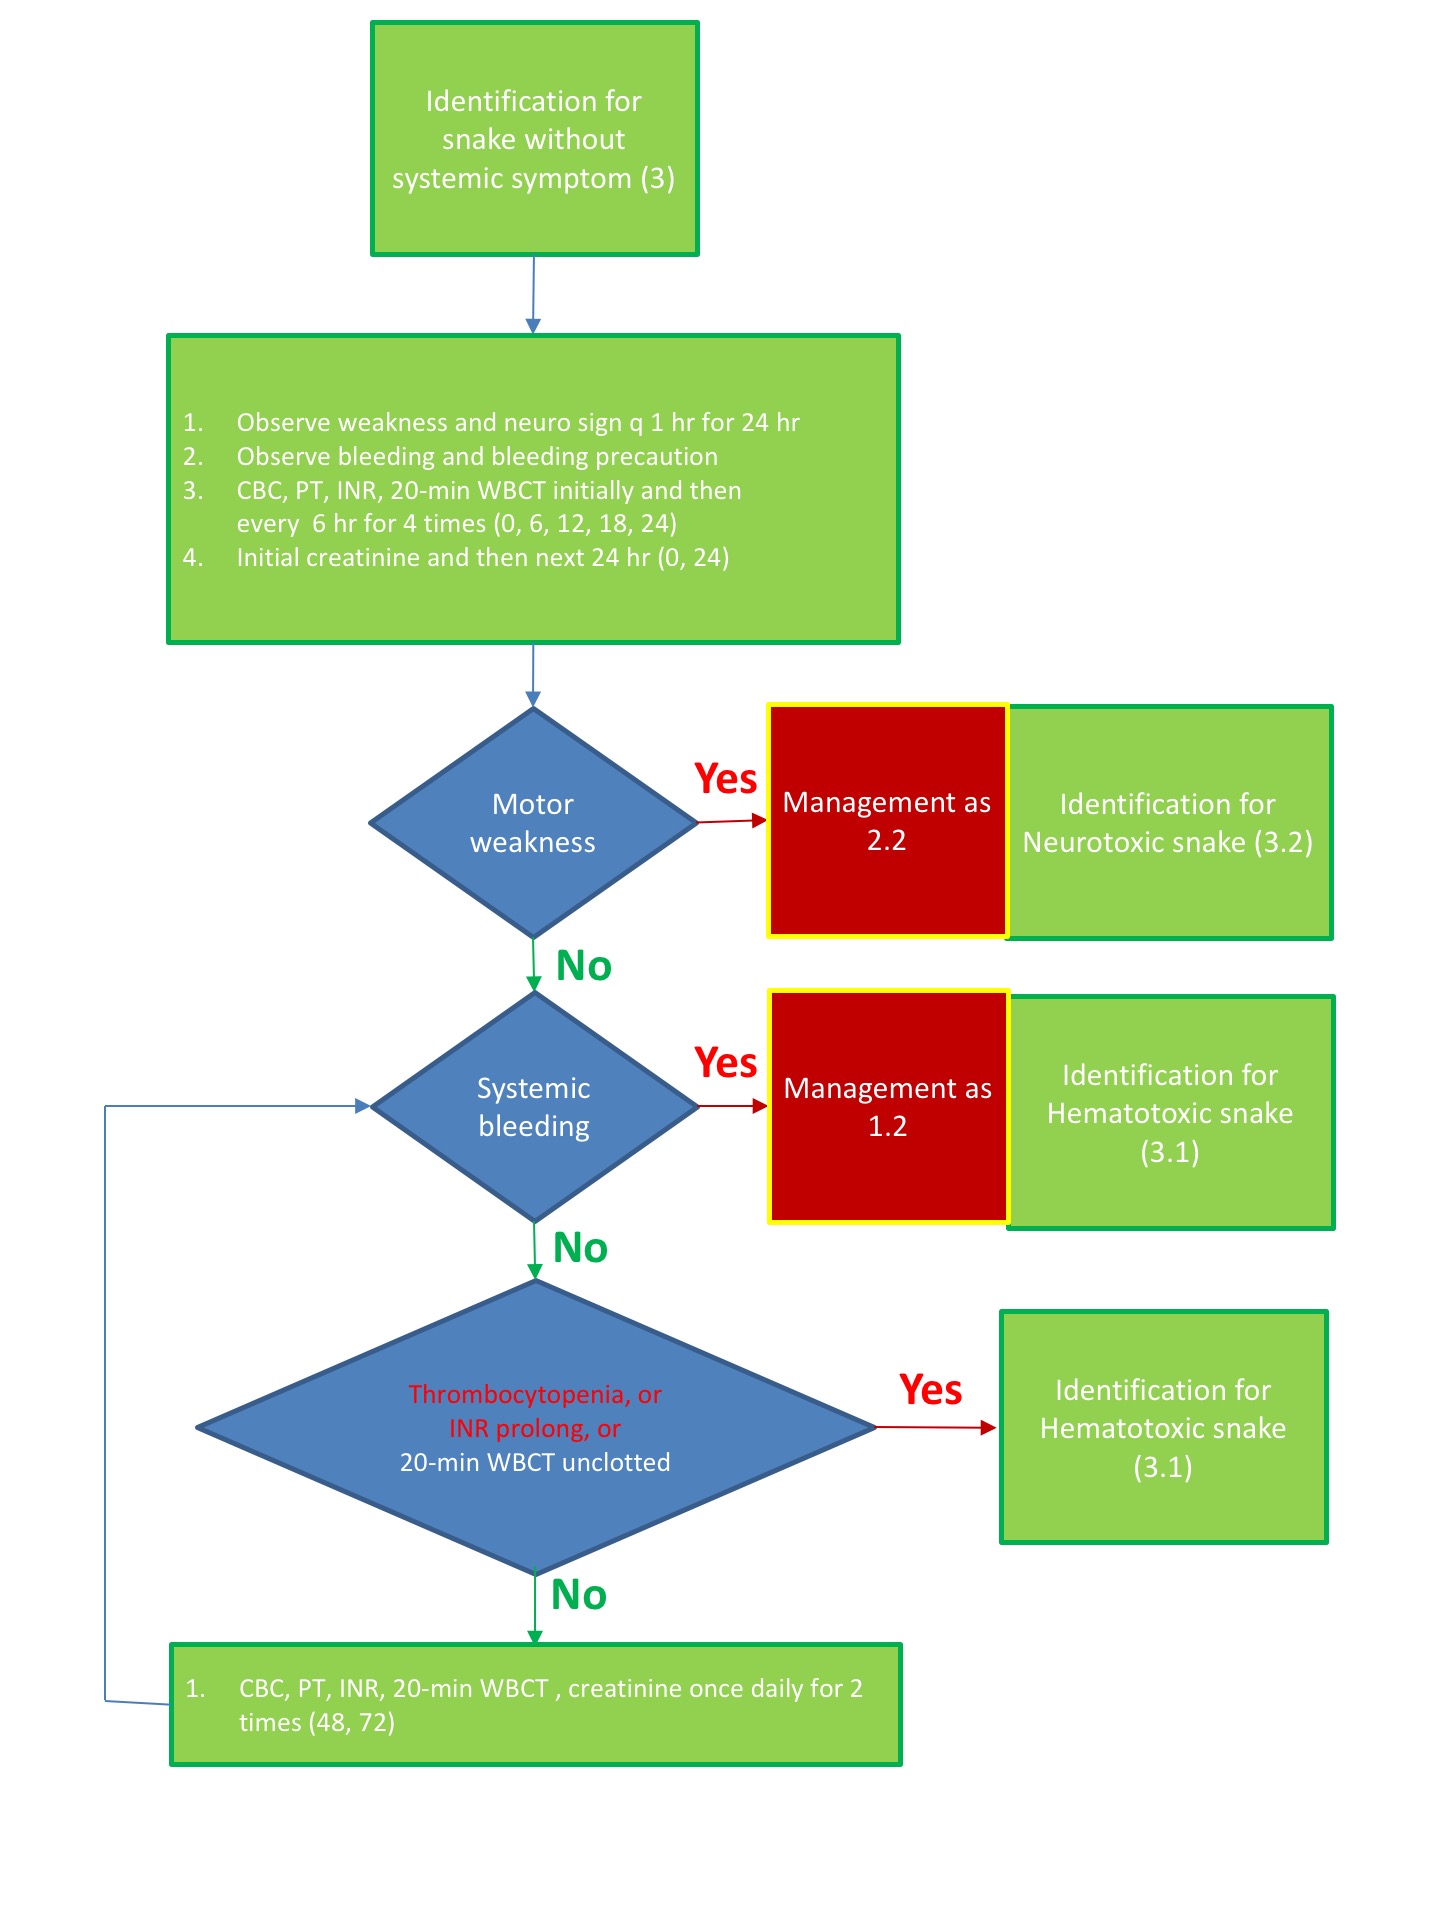 Identification for
snake without
systemic symptom (3)
1. Observe weakness and neuro sign q 1 hr for 24 hr
2. Observe bleeding and bleeding precaution
3. CBC, PT, INR, 20-min WBCT initially and then
every 6 hr for 4 times (0, 6, 12, 18, 24)
4. Initial creatinine and then next 24 hr (0, 24)
Motor
weakness
Yes
Management as
2.2
Identification for
Neurotoxic snake (3.2)
No
Systemic
bleeding
Yes
Management as
1.2
Identification for
Hematotoxic snake
(3.1)
No
Thrombocytopenia, or
INR prolong, or
20-min WBCT unclotted
Yes
Identification for
Hematotoxic snake
(3.1)
No
1. CBC, PT, INR, 20-min WBCT , creatinine once daily for 2
times (48, 72)